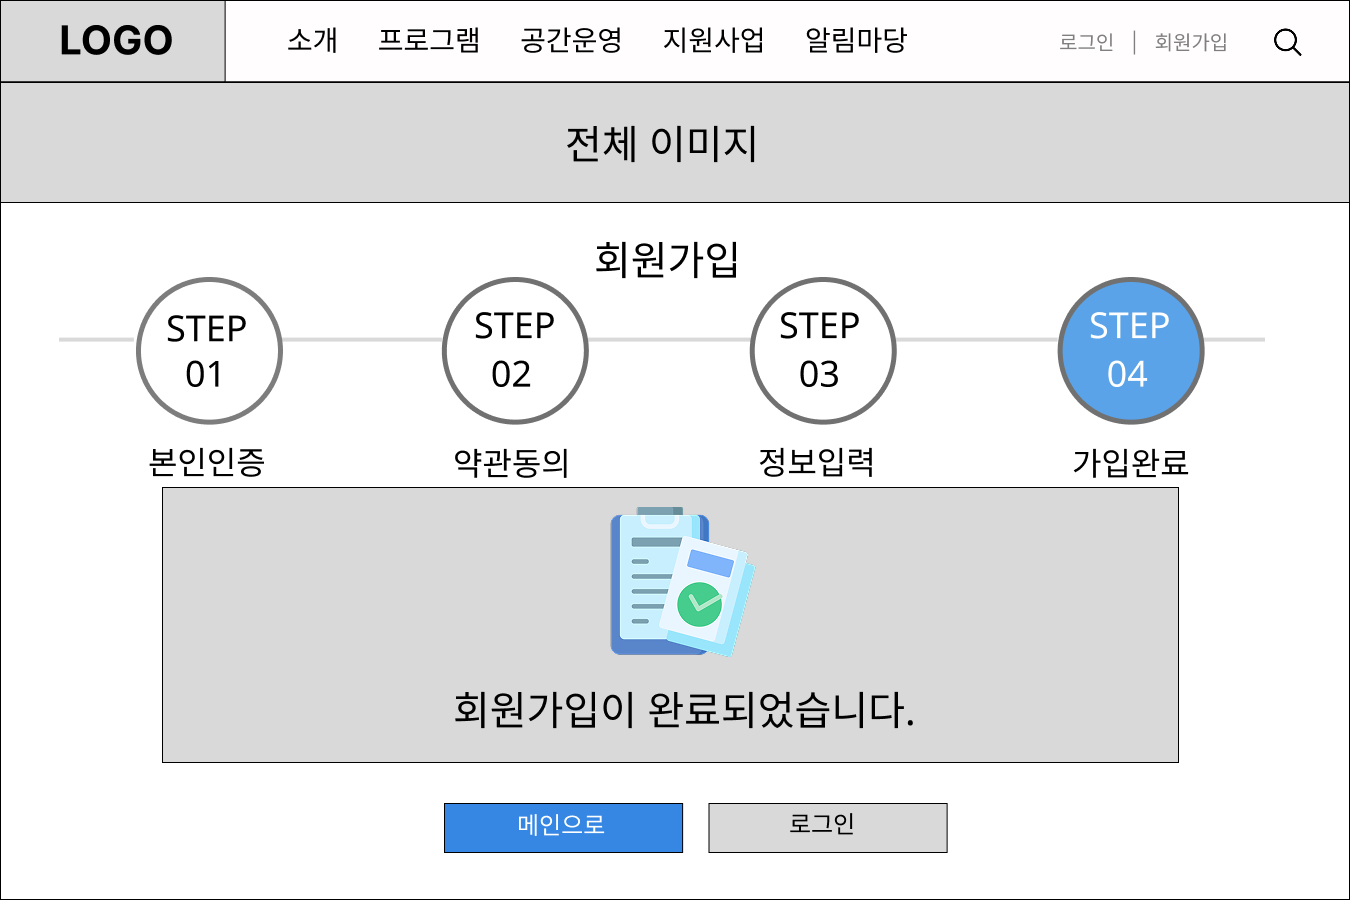 LOGO 소개 프로그램 공간운영 지원사업 알림마당 로그인 | 회원가입
전체 이미지
회원가입
STEP 01
STEP 02
STEP 03
STEP 04
본인인증 약관동의 정보입력 가입완료
회원가입이 완료되었습니다.
메인으로 로그인